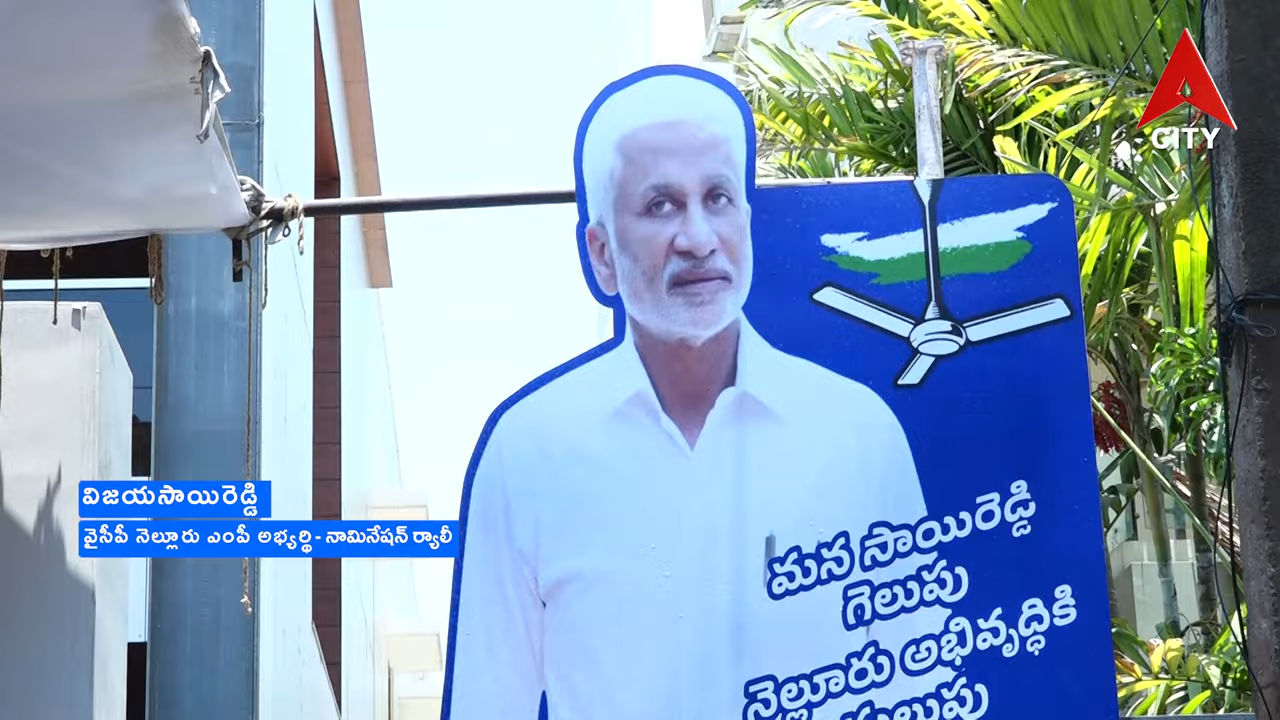 CITY
విజయసాయిరెడ్డి
వైసీపీ నెల్లూరు ఎంపీ అభ్యర్థి - నామినేషన్ ర్యాలీ
మన సాయిరెడ్డి
గెలుపు
నెల్లూరు అభివృద్ధికి